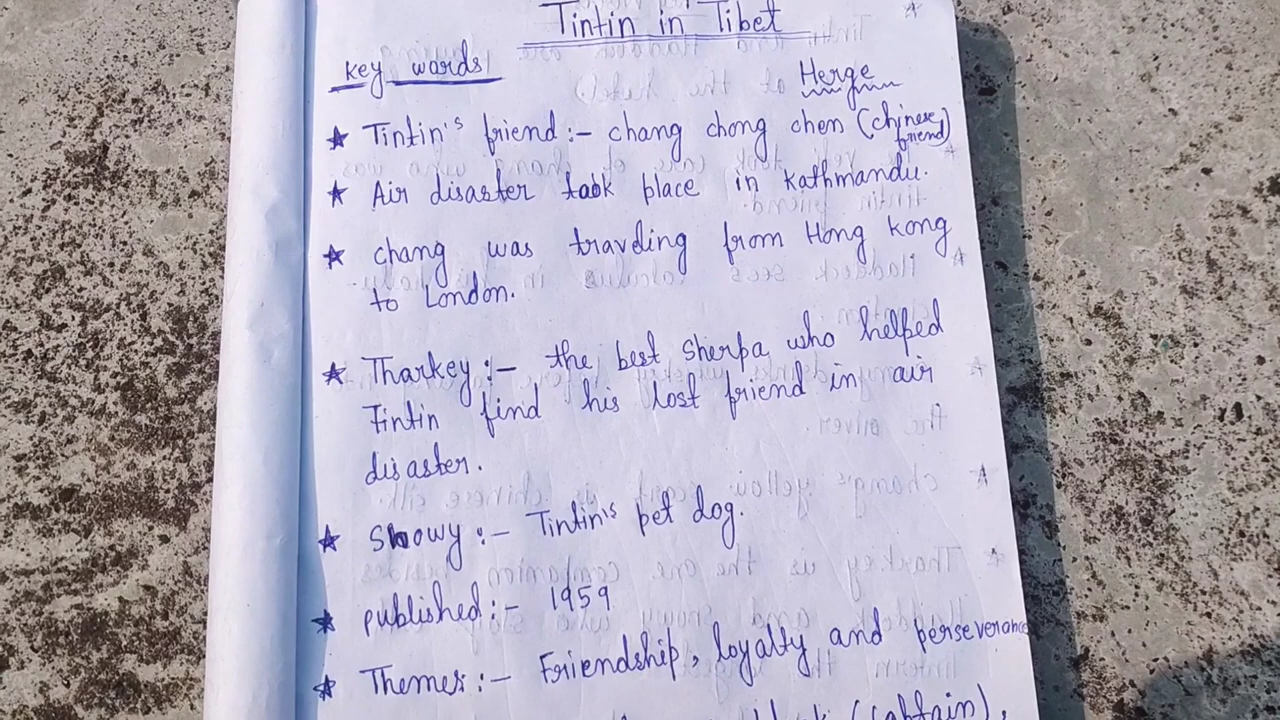 Tintin in Tibet
key words
Herge
★ Tintin's friend :- chang chong chen (chinese
friend)
★ Air disaster took place in Kathmandu.
★ chang was traveling from Hong kong
to London.
★ Tharkey :- the best Sherpa who helped
Tintin find his lost friend in air
disaster.
★ Snowy :- Tintin's pet dog.
★ published :- 1959
★ Themes :- Friendship, loyalty and perseverance
(captain),